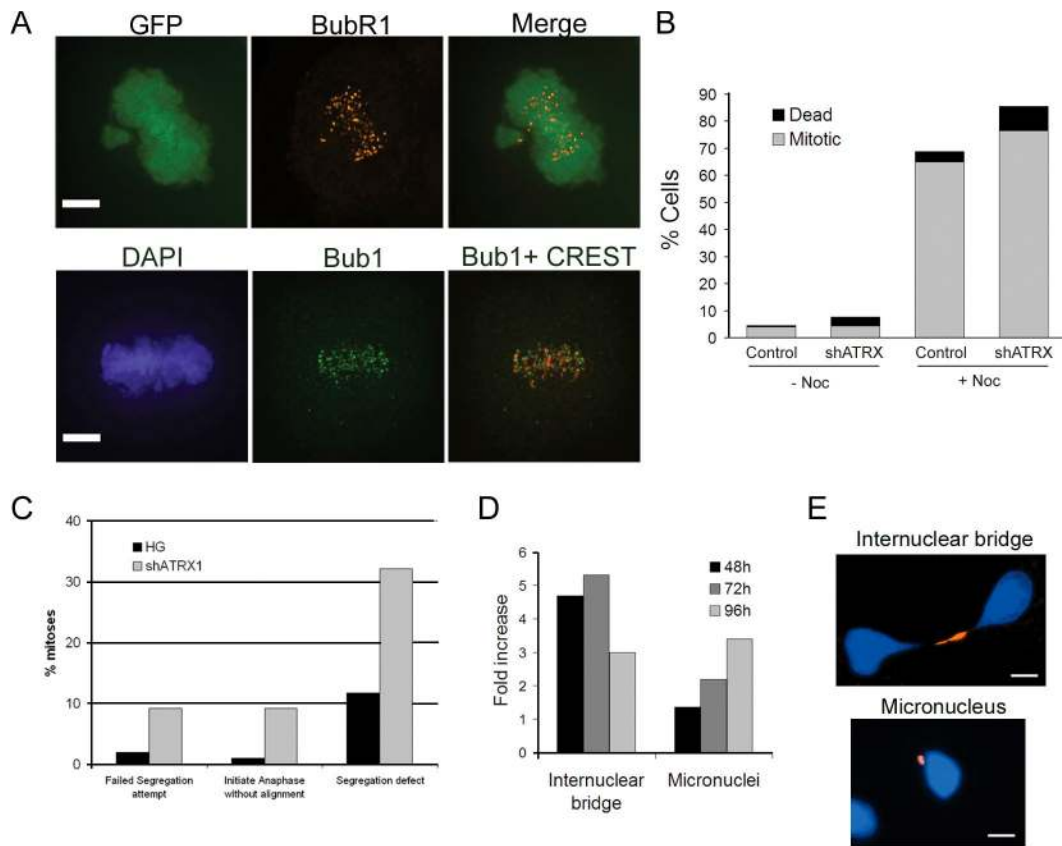 A
GFP
BubR1
Merge
DAPI
Bub1
Bub1+ CREST
B
90
80
70
60
50
40
30
20
10
0
% Cells
Dead
Mitotic
Control
shATRX
Control
shATRX
- Noc
+ Noc
C
40
30
20
10
0
% mitoses
HG
shATRX1
Failed Segregation
attempt
Initiate Anaphase
without alignment
Segregation defect
D
6
5
4
3
2
1
0
Fold increase
48h
72h
96h
Internuclear
bridge
Micronuclei
E
Internuclear bridge
Micronucleus